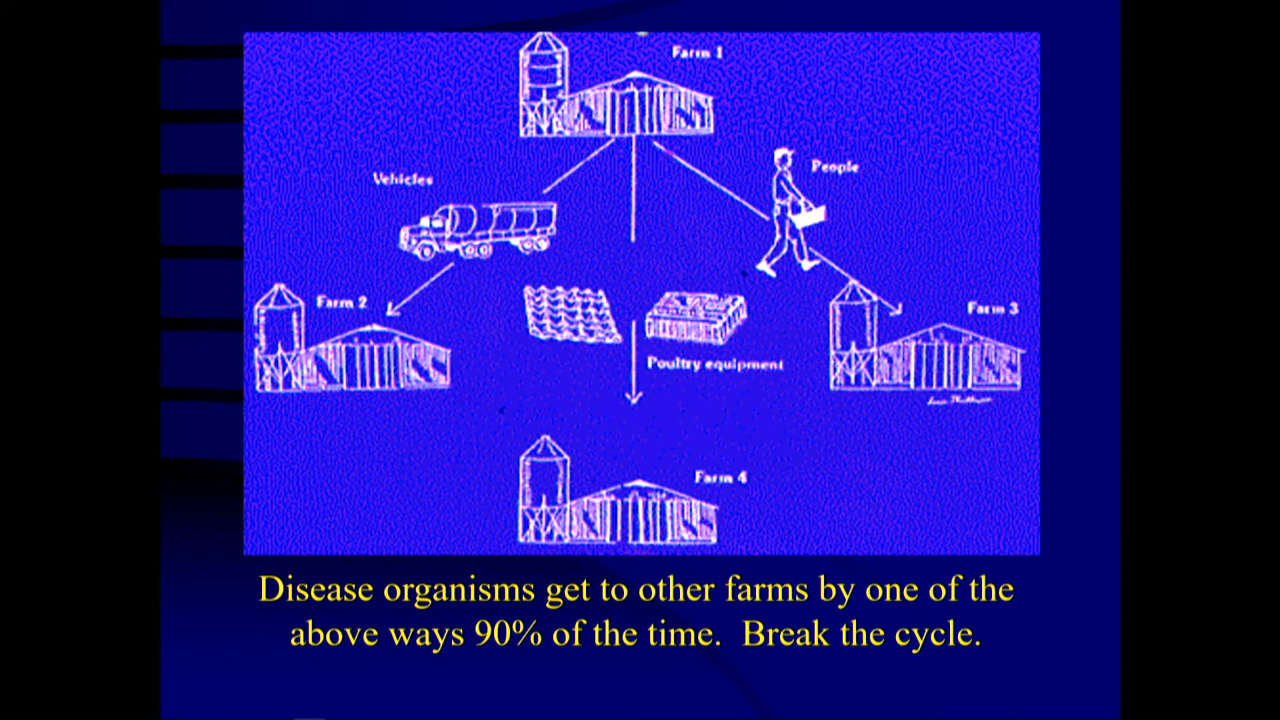 Farm 1
People
Vehicles
Farm 2
Farm 3
Poultry equipment
Farm 4
Disease organisms get to other farms by one of the
above ways 90% of the time.  Break the cycle.